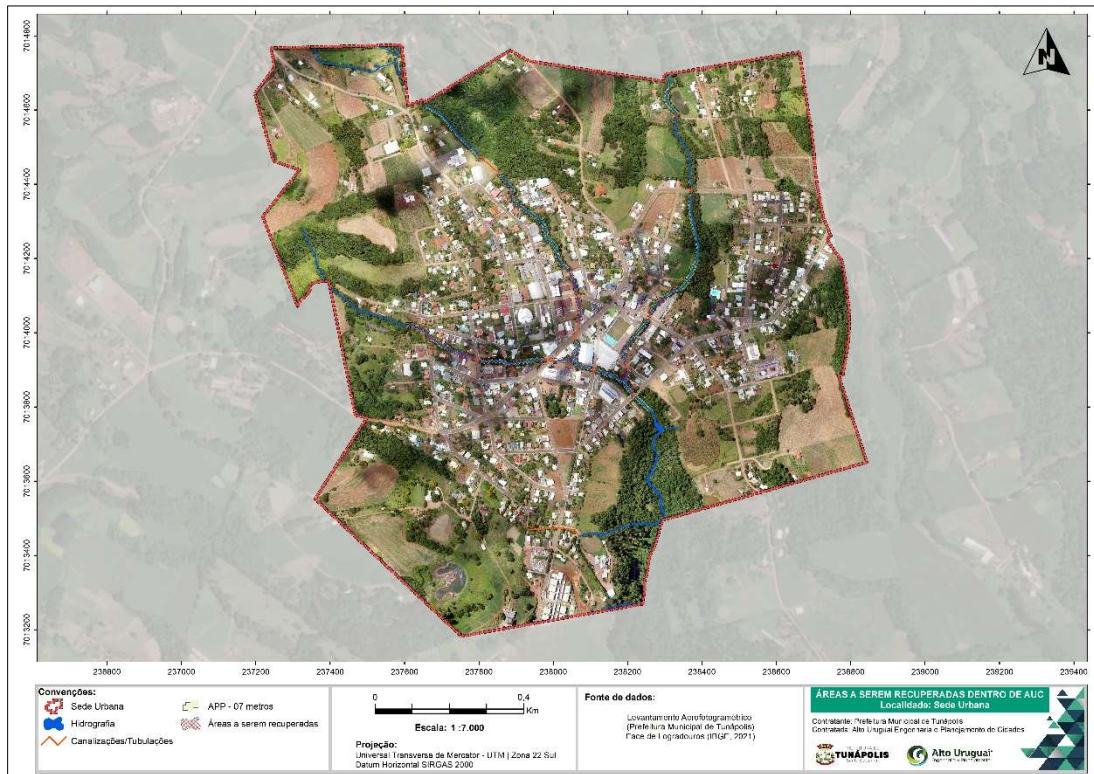 7014800
7014600
7014400
7014200
7014000
7013800
7013600
7013400
7013200
N
236800 237000 237200 237400 237600 237800 238000 238200 238400 238600 238800 239000 239200 239400
Convenções:
Sede Urbana
Hidrografia
Canalizações/Tubulações
APP - 07 metros
Áreas a serem recuperadas
0 0,4
Km
Escala: 1 :7.000
Projeção:
Universal Transversa de Mercator - UTM | Zona 22 Sul
Datum Horizontal SIRGAS 2000
Fonte de dados:
Levantamento Aerofotogramétrico
(Prefeitura Municipal de Tunápolis)
Face de Logradouros (IBGE, 2021)
ÁREAS A SEREM RECUPERADAS DENTRO DE AUC
Localidade: Sede Urbana
Contratante: Prefeitura Municipal de Tunápolis
Contratada: Alto Uruguai Engenharia e Planejamento de Cidades
TUNÁPOLIS
Alto Uruguai